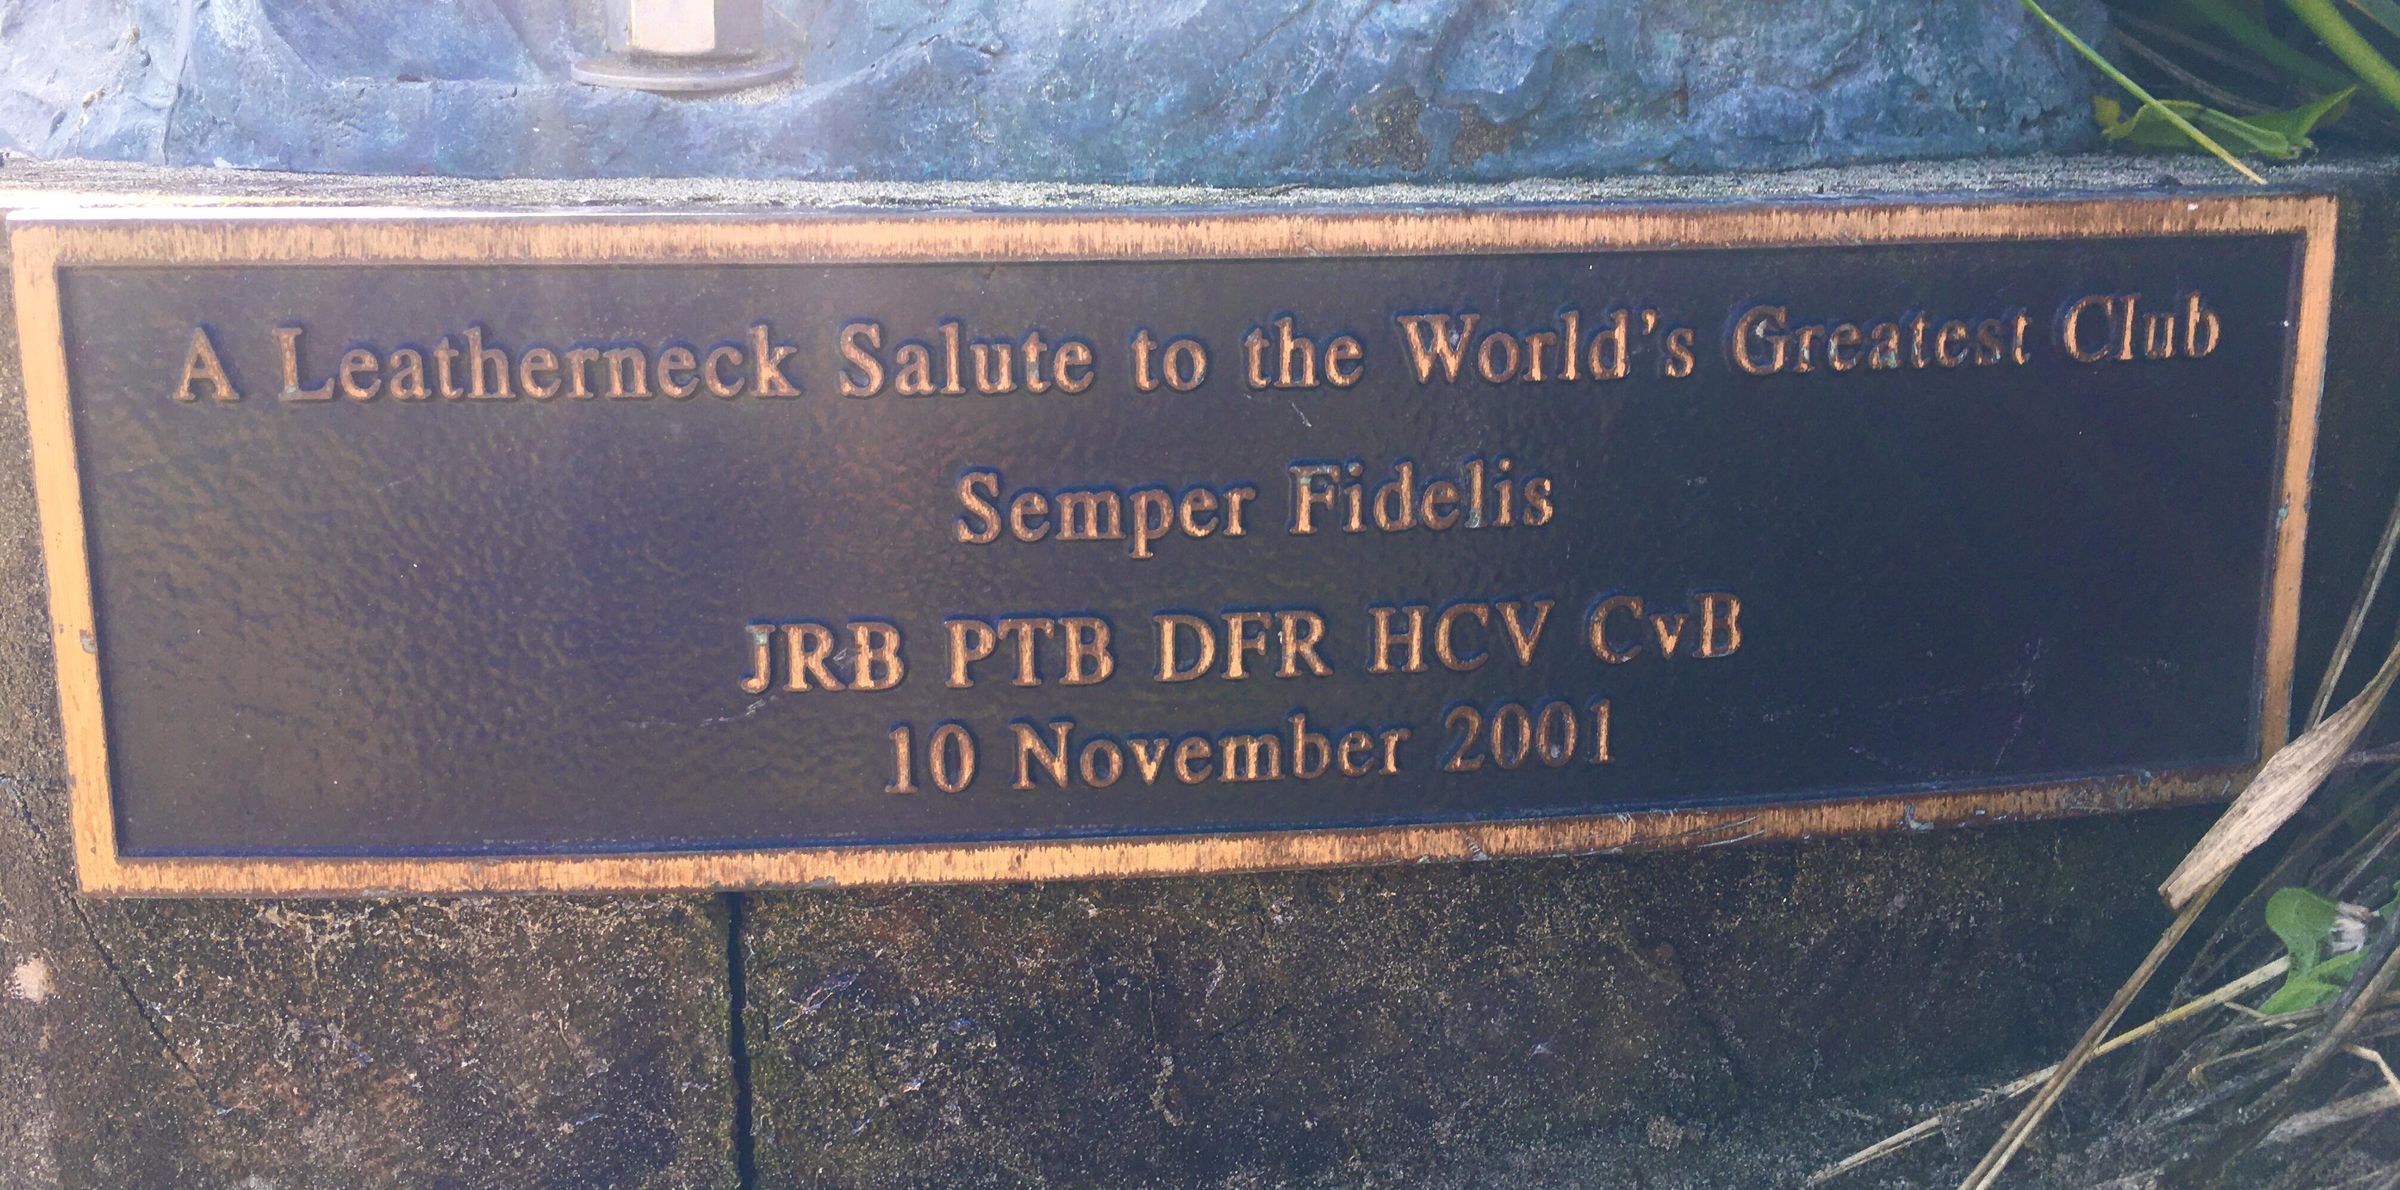 A Leatherneck Salute to the World's Greatest Club
Semper Fidelis
JRB PTB DFR HCV CvB
10 November 2001